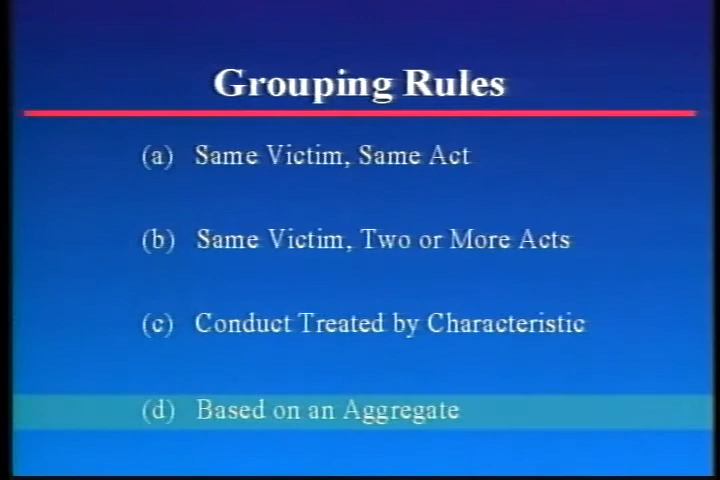 Grouping Rules
(a) Same Victim, Same Act
(b) Same Victim, Two or More Acts
(c) Conduct Treated by Characteristic
(d) Based on an Aggregate